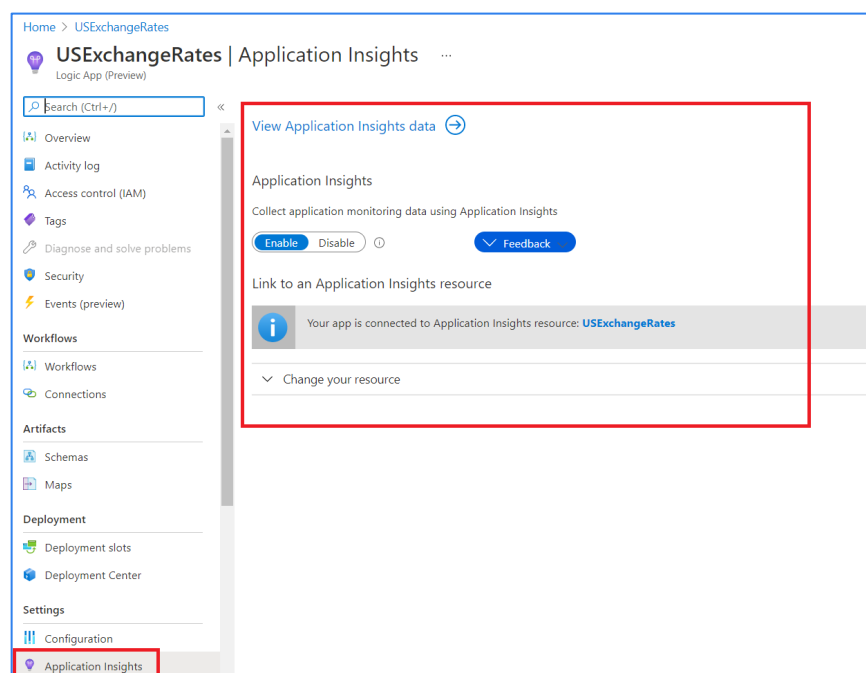 Home > USExchangeRates
USExchangeRates | Application Insights ...
Logic App (Preview)
Search (Ctrl+/)
«
Overview
Activity log
Access control (IAM)
Tags
Diagnose and solve problems
Security
Events (preview)
Workflows
Workflows
Connections
Artifacts
Schemas
Maps
Deployment
Deployment slots
Deployment Center
Settings
Configuration
Application Insights
View Application Insights data
Application Insights
Collect application monitoring data using Application Insights
Enable Disable
Feedback
Link to an Application Insights resource
Your app is connected to Application Insights resource: USExchangeRates
Change your resource